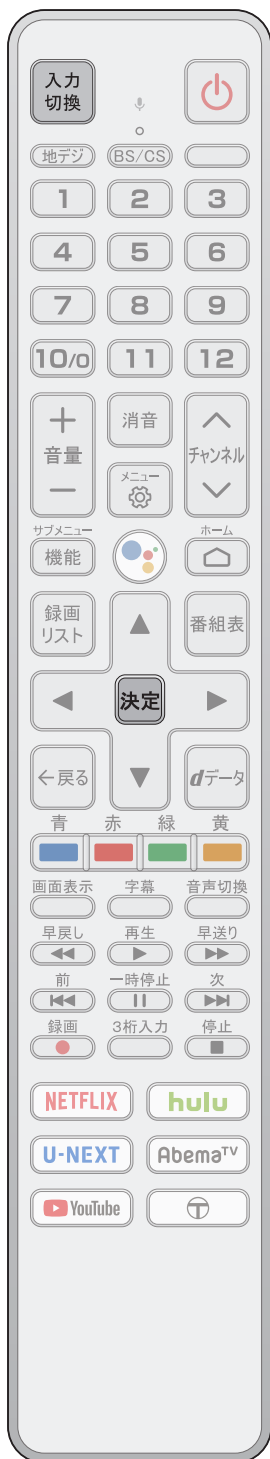 入力
切換
地デジ BS/CS
1 2 3
4 5 6
7 8 9
10/0 11 12
音量 消音 チャンネル
メニュー
サブメニュー ホーム
機能
録画
リスト
番組表
決定
←戻る dデータ
青 赤 緑 黄
画面表示 字幕 音声切換
早戻し 再生 早送り
前 一時停止 次
録画 3桁入力 停止
NETFLIX hulu
U-NEXT AbemaTV
YouTube